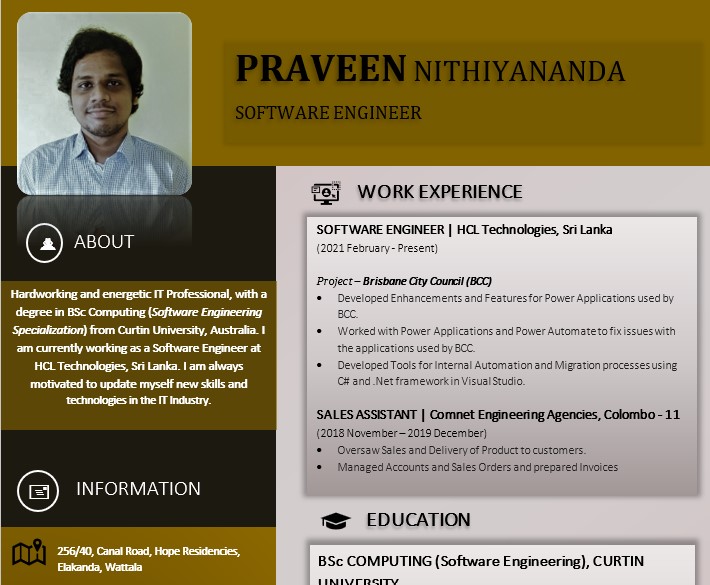 PRAVEEN NITHIYANANDA
SOFTWARE ENGINEER
ABOUT
Hardworking and energetic IT Professional, with a
degree in BSc Computing (Software Engineering
Specialization) from Curtin University, Australia. I
am currently working as a Software Engineer at
HCL Technologies, Sri Lanka. I am always
motivated to update myself new skills and
technologies in the IT Industry.
INFORMATION
256/40, Canal Road, Hope Residencies,
Elakanda, Wattala
WORK EXPERIENCE
SOFTWARE ENGINEER | HCL Technologies, Sri Lanka
(2021 February - Present)
Project – Brisbane City Council (BCC)
• Developed Enhancements and Features for Power Applications used by
BCC.
• Worked with Power Applications and Power Automate to fix issues with
the applications used by BCC.
• Developed Tools for Internal Automation and Migration processes using
C# and .Net framework in Visual Studio.
SALES ASSISTANT | Comnet Engineering Agencies, Colombo - 11
(2018 November – 2019 December)
• Oversaw Sales and Delivery of Product to customers.
• Managed Accounts and Sales Orders and prepared Invoices
EDUCATION
BSc COMPUTING (Software Engineering), CURTIN
UNIVERSITY